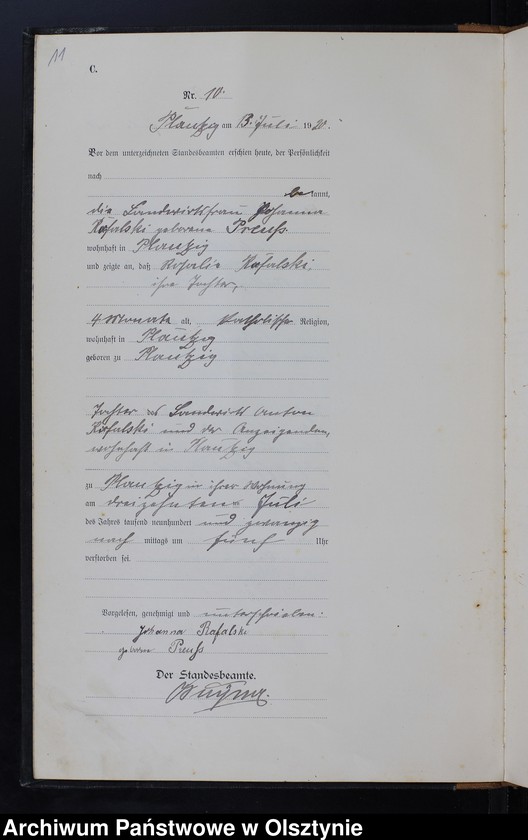 11
C.
Nr. 10.
Plautzig am 13. Juli 1920.
Vor dem unterzeichneten Standesbeamten erschien heute, der Persönlichkeit
nach
bekannt,
die Landwirtsfrau Johanna
Rafalski geborene Preuß
wohnhaft in Plautzig
und zeigte an, daß Rosalie Rafalski,
ihre Tochter,
4 Monate alt, katholischer Religion,
wohnhaft in Plautzig
geboren zu Plautzig
Tochter des Landwirts Anton
Rafalski und der Anzeigenden,
wohnhaft in Plautzig
zu Plautzig in ihrer Wohnung
am dreizehnten Juli
des Jahres tausend neunhundert und zwanzig
nach mittags um fünf Uhr
verstorben sei.
Vorgelesen, genehmigt und unterschrieben:
Johanna Rafalski
geborene Preuß
Der Standesbeamte.
Archiwum Państwowe w Olsztynie